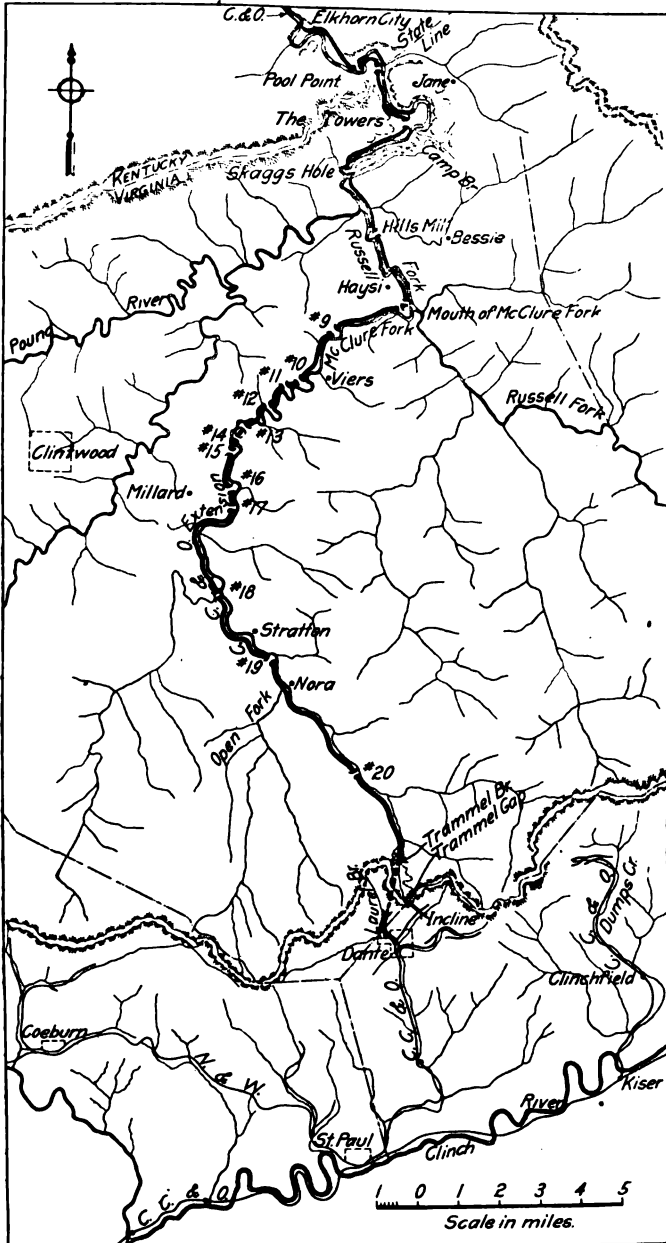 C.&O.
Elkhorn City
State Line
Pool Point
Jane
The Towers
KENTUCKY
VIRGINIA
Skaggs Hole
Camp Br
Hills Mill
Bessie
Russell Fork
Haysi
Pound River
#9
McClure Fork
Mouth of McClure Fork
#10
#11
Viers
#12
#13
Russell Fork
#14
#15
Clintwood
#16
Millard
#17
C. C. & O. Extension
#18
Stratton
#19
Nora
Open Fork
#20
Trammel Br.
Trammel Gap
Laurel Br.
Incline
Dante
C. C. & O.
Dumps Cr.
C. C. & O.
Clinchfield
Coeburn
N. & W.
Kiser
River
St. Paul
Clinch
C. C. & O.
1 0 1 2 3 4 5
Scale in miles.